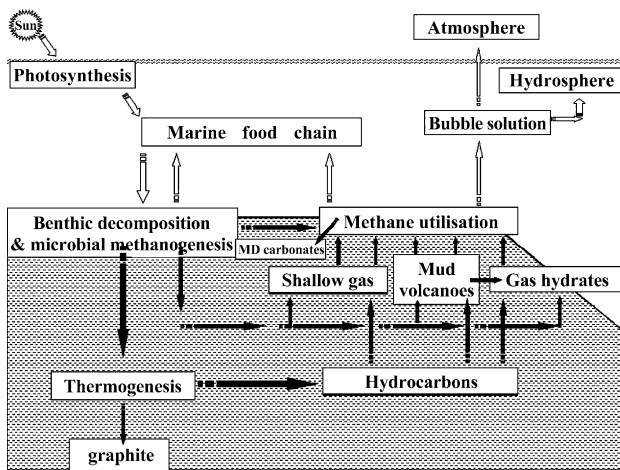 Sun
Atmosphere
Photosynthesis
Hydrosphere
Marine food chain
Bubble solution
Benthic decomposition
& microbial methanogenesis
Methane utilisation
MD carbonates
Shallow gas
Mud
volcanoes
Gas hydrates
Thermogenesis
Hydrocarbons
graphite